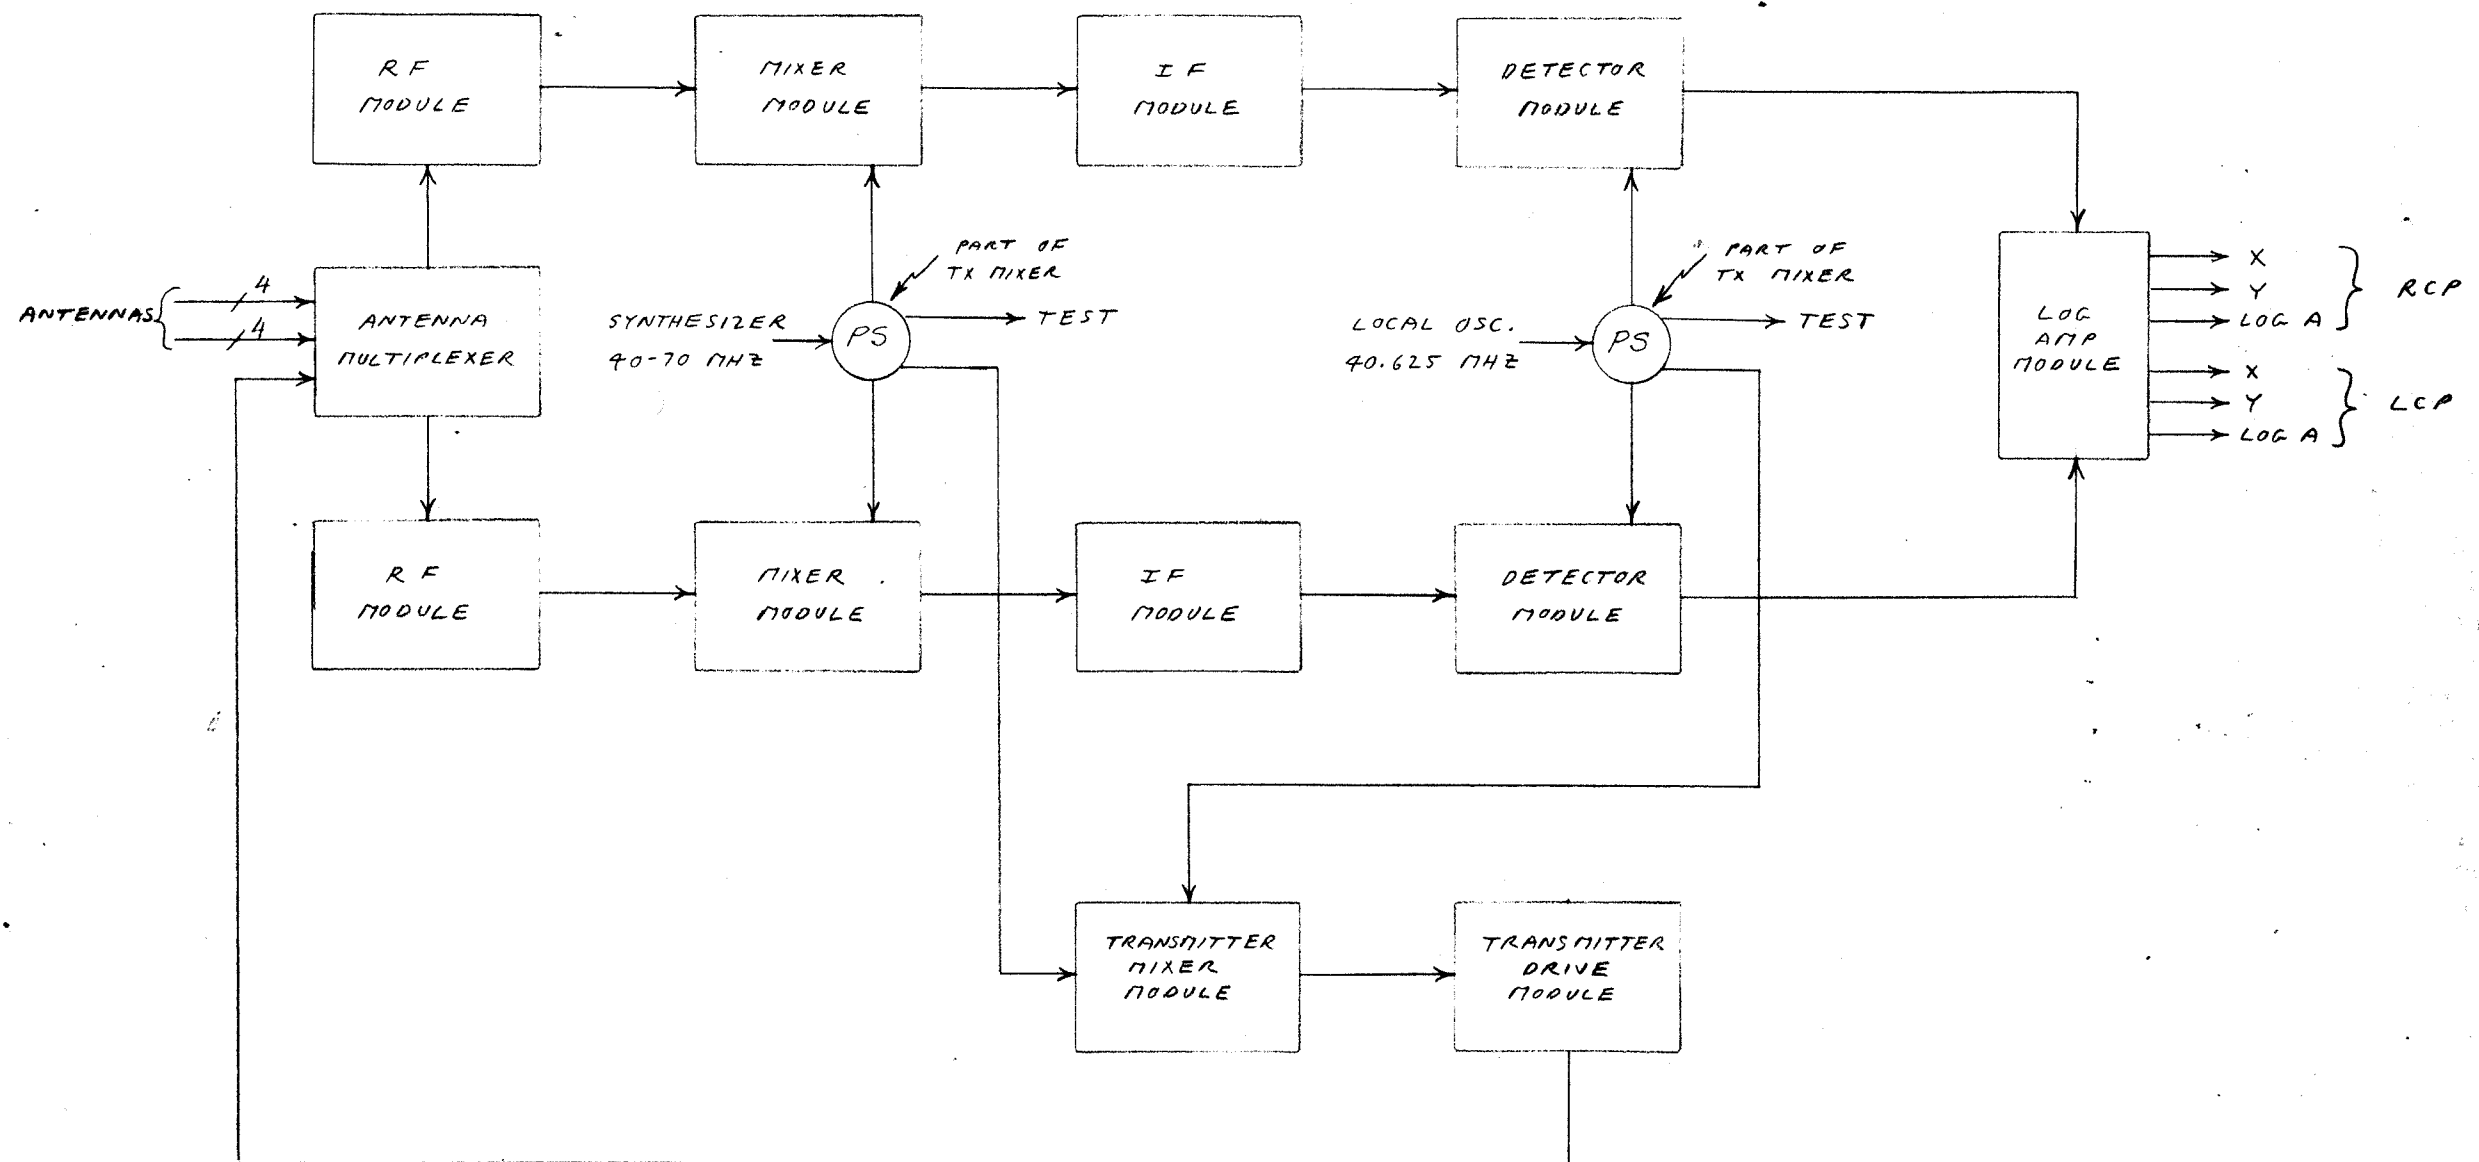 RF
MODULE
MIXER
MODULE
IF
MODULE
DETECTOR
MODULE
ANTENNAS
4
4
ANTENNA
MULTIPLEXER
SYNTHESIZER
40-70 MHZ
PS
PART OF
TX MIXER
TEST
LOCAL OSC.
40.625 MHZ
PS
PART OF
TX MIXER
TEST
LOG
AMP
MODULE
X
Y
LOG A
RCP
X
Y
LOG A
LCP
RF
MODULE
MIXER
MODULE
IF
MODULE
DETECTOR
MODULE
TRANSMITTER
MIXER
MODULE
TRANSMITTER
DRIVE
MODULE